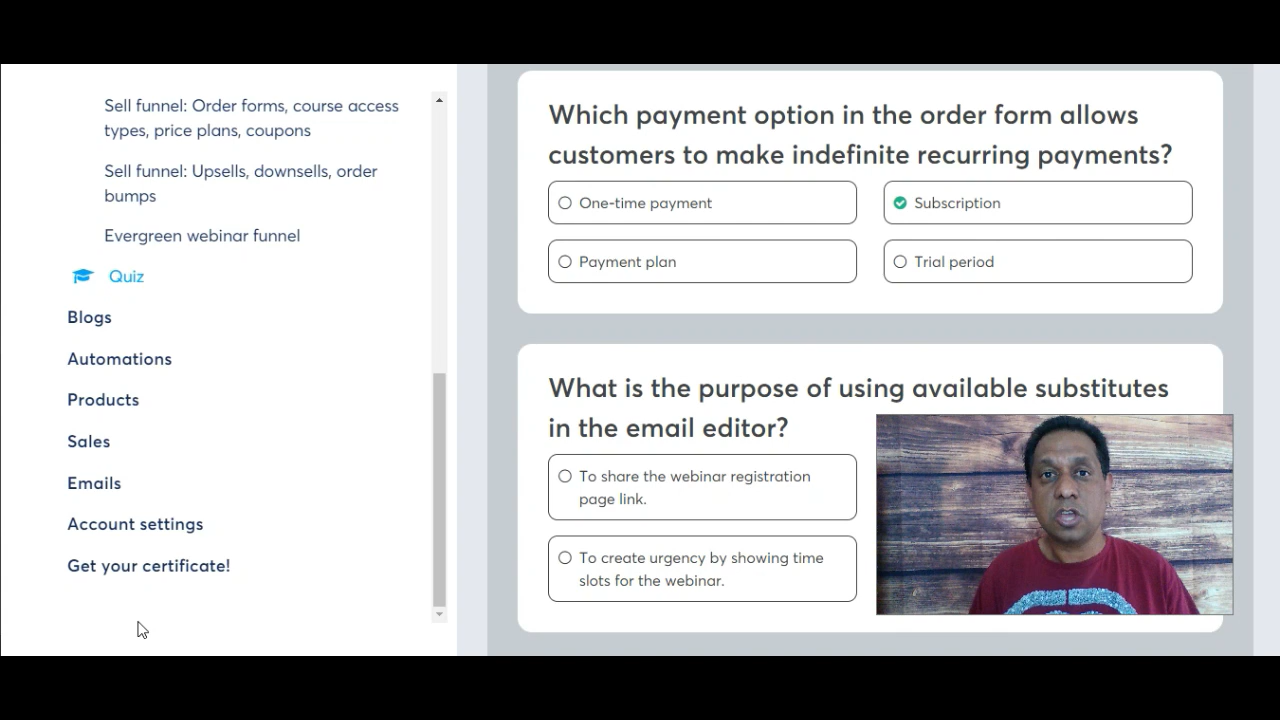 Sell funnel: Order forms, course access
types, price plans, coupons
Sell funnel: Upsells, downsells, order
bumps
Evergreen webinar funnel
Quiz
Blogs
Automations
Products
Sales
Emails
Account settings
Get your certificate!
Which payment option in the order form allows
customers to make indefinite recurring payments?
One-time payment
Subscription
Payment plan
Trial period
What is the purpose of using available substitutes
in the email editor?
To share the webinar registration
page link.
To create urgency by showing time
slots for the webinar.